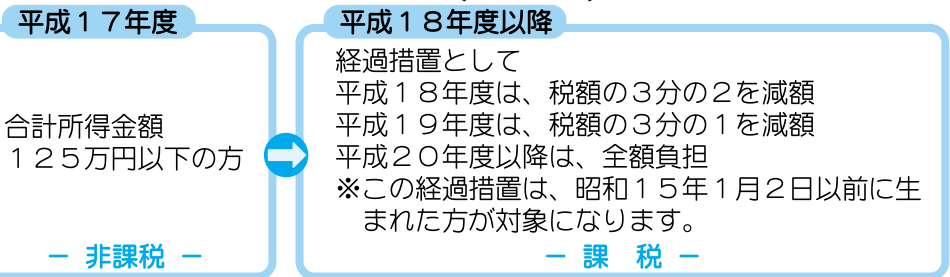 平成１７年度
合計所得金額
１２５万円以下の方
－ 非課税 －
平成１８年度以降
経過措置として
平成１８年度は、税額の３分の２を減額
平成１９年度は、税額の３分の１を減額
平成２０年度以降は、全額負担
※この経過措置は、昭和１５年１月２日以前に生
まれた方が対象になります。
－ 課　税 －